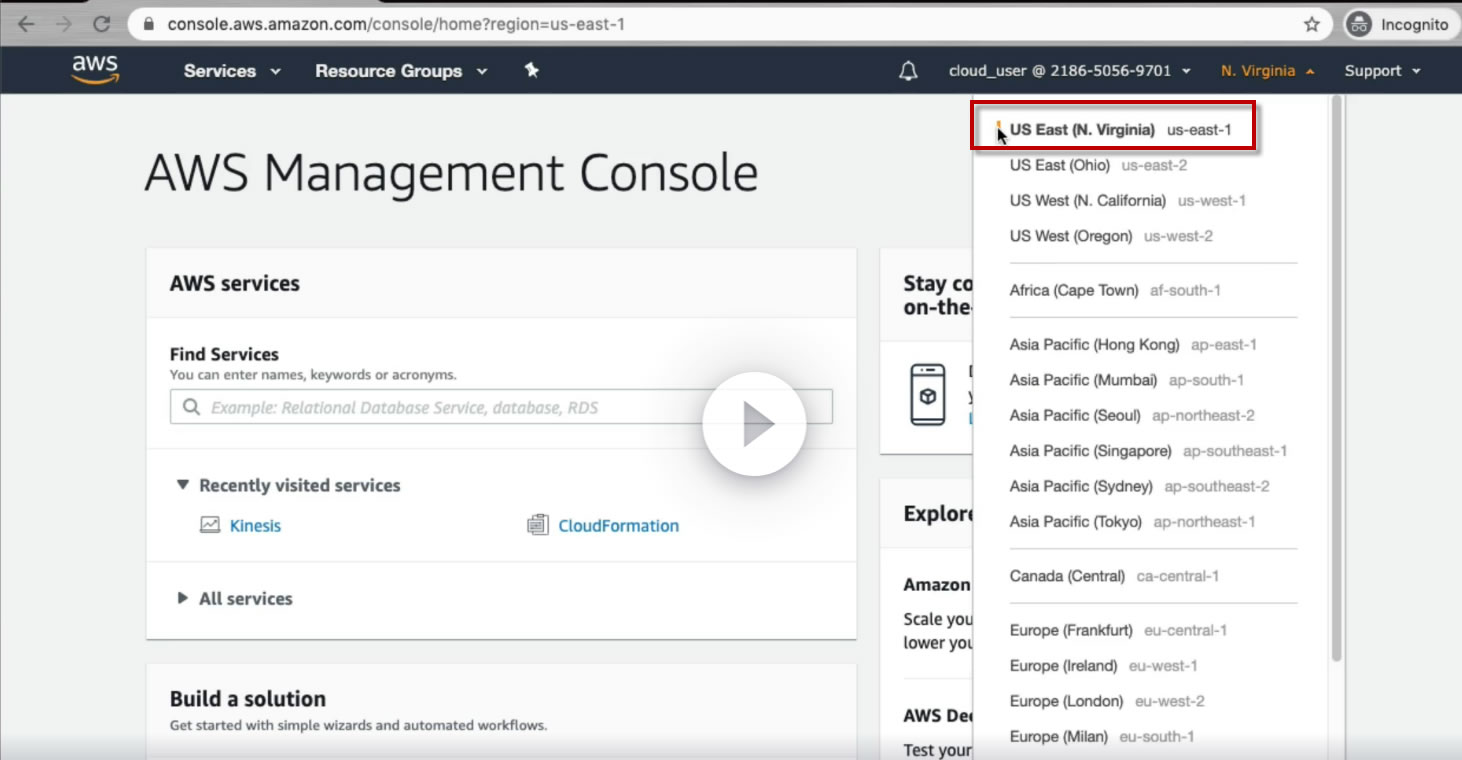 console.aws.amazon.com/console/home?region=us-east-1
Incognito
aws
Services
Resource Groups
cloud_user @ 2186-5056-9701
N. Virginia
Support
AWS Management Console
AWS services
Find Services
You can enter names, keywords or acronyms.
Example: Relational Database Service, database, RDS
Recently visited services
Kinesis
CloudFormation
All services
Build a solution
Get started with simple wizards and automated workflows.
Stay
on-the-
Explore
Amazon
Scale
lower
AWS
Test your
US East (N. Virginia) us-east-1
US East (Ohio) us-east-2
US West (N. California) us-west-1
US West (Oregon) us-west-2
Africa (Cape Town) af-south-1
Asia Pacific (Hong Kong) ap-east-1
Asia Pacific (Mumbai) ap-south-1
Asia Pacific (Seoul) ap-northeast-2
Asia Pacific (Singapore) ap-southeast-1
Asia Pacific (Sydney) ap-southeast-2
Asia Pacific (Tokyo) ap-northeast-1
Canada (Central) ca-central-1
Europe (Frankfurt) eu-central-1
Europe (Ireland) eu-west-1
Europe (London) eu-west-2
Europe (Milan) eu-south-1